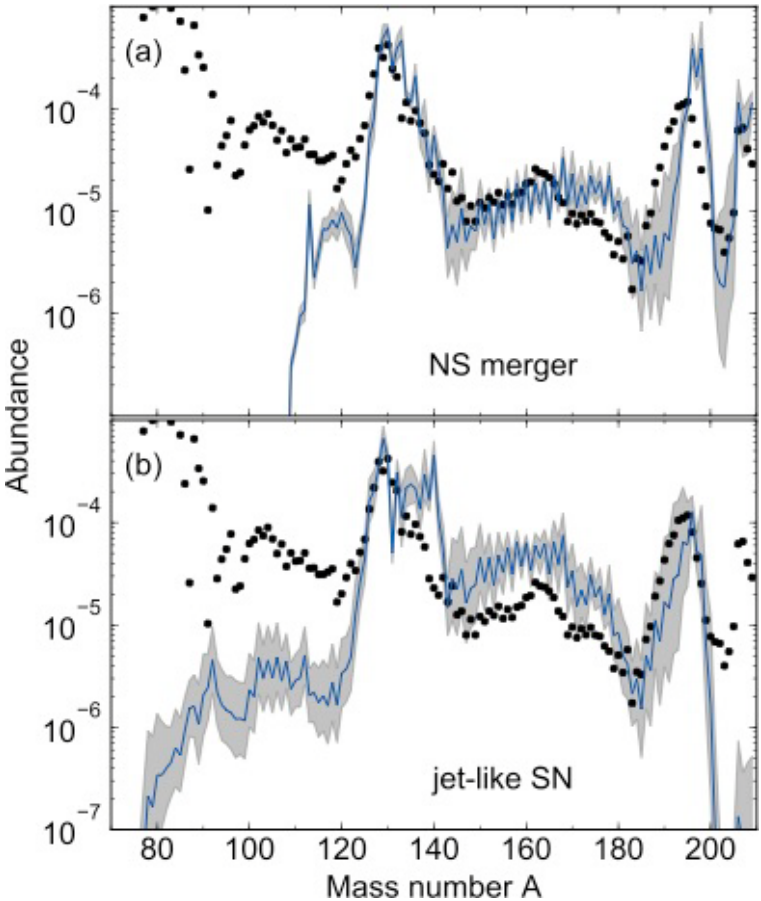 (a)
10⁻⁴
10⁻⁵
10⁻⁶
NS merger
Abundance
(b)
10⁻⁴
10⁻⁵
10⁻⁶
10⁻⁷
jet-like SN
80 100 120 140 160 180 200
Mass number A